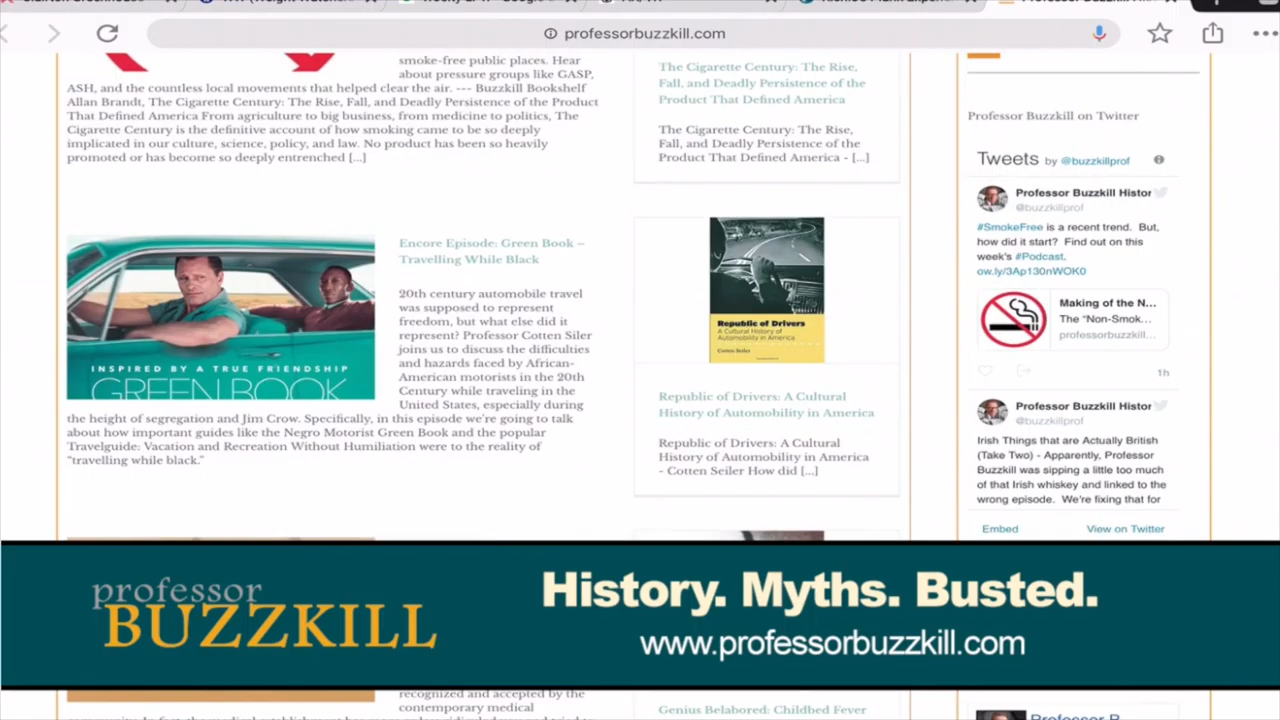 professorbuzzkill.com
smoke-free public places. Hear
about pressure groups like GASP,
ASH, and the countless local movements that helped clear the air. --- Buzzkill Bookshelf
Allan Brandt, The Cigarette Century: The Rise, Fall, and Deadly Persistence of the Product
That Defined America From agriculture to big business, from medicine to politics, The
Cigarette Century is the definitive account of how smoking came to be so deeply
implicated in our culture, science, policy, and law. No product has been so heavily
promoted or has become so deeply entrenched [...]
The Cigarette Century: The Rise,
Fall, and Deadly Persistence of the
Product That Defined America
The Cigarette Century: The Rise,
Fall, and Deadly Persistence of the
Product That Defined America - [...]
INSPIRED BY A TRUE FRIENDSHIP
GREEN BOOK
Encore Episode: Green Book –
Travelling While Black
20th century automobile travel
was supposed to represent
freedom, but what else did it
represent? Professor Cotten Siler
joins us to discuss the difficulties
and hazards faced by African-
American motorists in the 20th
Century while traveling in the
United States, especially during
the height of segregation and Jim Crow. Specifically, in this episode we're going to talk
about how important guides like the Negro Motorist Green Book and the popular
Travelguide: Vacation and Recreation Without Humiliation were to the reality of
“travelling while black.”
Republic of Drivers
A Cultural History of
Automobility in America
Cotten Seiler
Republic of Drivers: A Cultural
History of Automobility in America
Republic of Drivers: A Cultural
History of Automobility in America
- Cotten Seiler How did [...]
Professor Buzzkill on Twitter
Tweets by @buzzkillprof
Professor Buzzkill Histor
@buzzkillprof
#SmokeFree is a recent trend. But,
how did it start? Find out on this
week's #Podcast.
ow.ly/3Ap130nWOK0
Making of the N...
The “Non-Smok...
professorbuzzkill...
1h
Professor Buzzkill Histor
@buzzkillprof
Irish Things that are Actually British
(Take Two) - Apparently, Professor
Buzzkill was sipping a little too much
of that Irish whiskey and linked to the
wrong episode. We're fixing that for
Embed View on Twitter
professor
BUZZKILL
History. Myths. Busted.
www.professorbuzzkill.com
recognized and accepted by the
contemporary medical
Genius Belabored: Childbed Fever